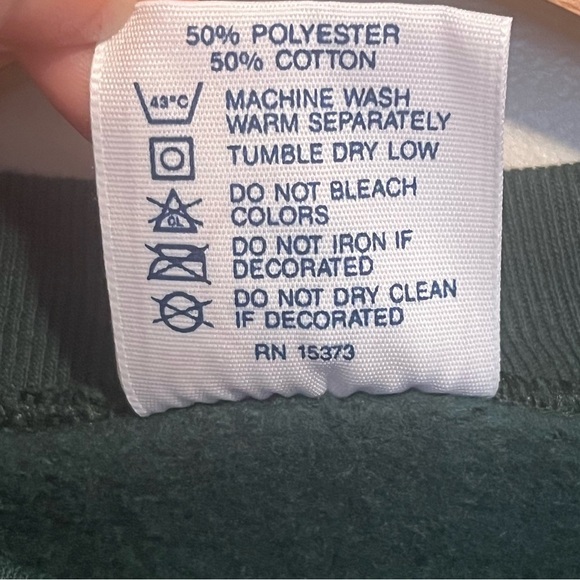 50% POLYESTER
50% COTTON
43°C MACHINE WASH
WARM SEPARATELY
TUMBLE DRY LOW
DO NOT BLEACH
COLORS
CL
DO NOT IRON IF
DECORATED
DO NOT DRY CLEAN
IF DECORATED
RN 15373